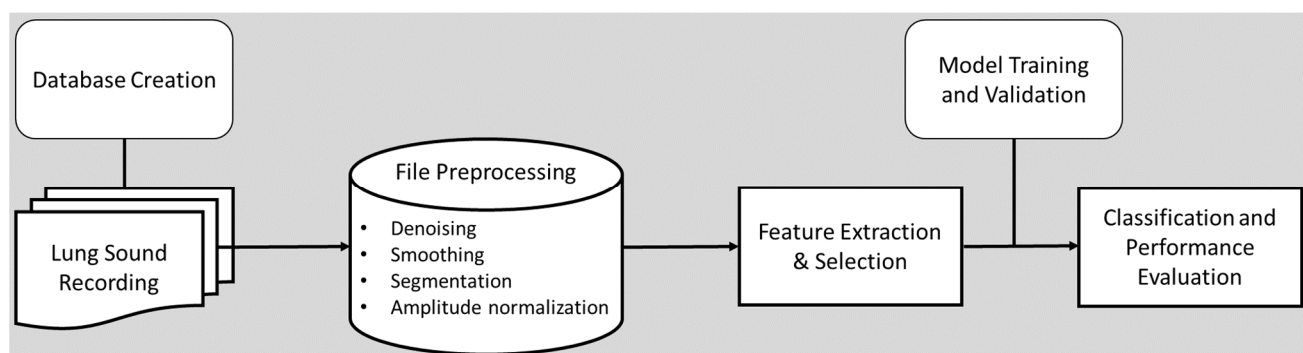 Database Creation
Lung Sound
Recording
File Preprocessing
• Denoising
• Smoothing
• Segmentation
• Amplitude normalization
Feature Extraction
& Selection
Model Training
and Validation
Classification and
Performance
Evaluation